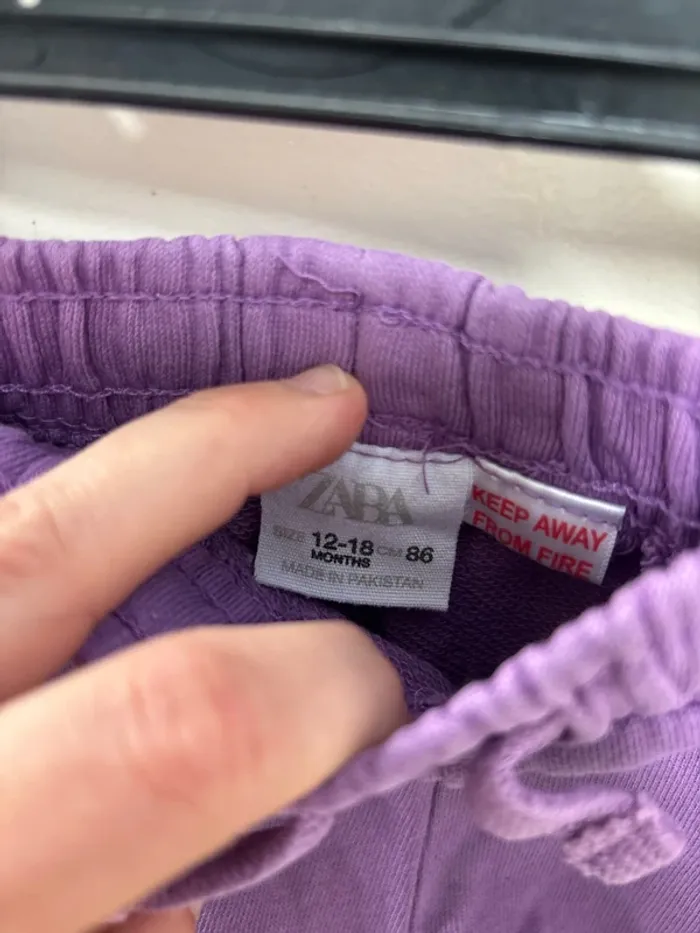 ZARA
SIZE 12-18 CM 86
MONTHS
MADE IN PAKISTAN
KEEP AWAY
FROM FIRE